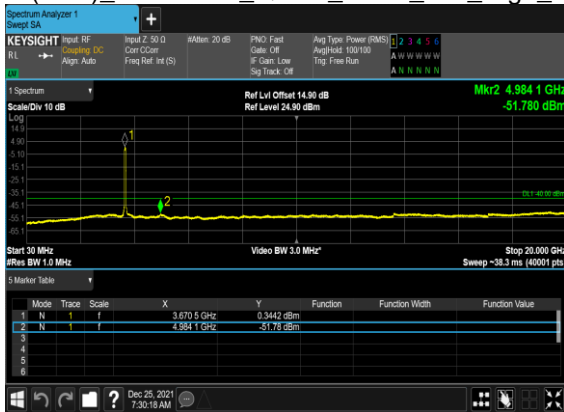 Spectrum Analyzer 1
Swept SA
KEYSIGHT Input: RF Input Z: 50 Ω #Atten: 20 dB PNO: Fast Avg Type: Power (RMS) 1 2 3 4 5 6
RL Coupling: DC Corr CCorr Gate: Off Avg|Hold: 100/100 A W W W W W
Align: Auto Freq Ref: Int (S) IF Gain: Low Trig: Free Run
Sig Track: Off A N N N N N
1 Spectrum Ref Lvl Offset 14.90 dB Mkr2 4.984 1 GHz
Scale/Div 10 dB Ref Level 24.90 dBm -51.780 dBm
Log
14.9
4.90
-5.10
-15.1
-25.1
-35.1
-45.1
-55.1
-65.1
1
2
Start 30 MHz Video BW 3.0 MHz* Stop 20.000 GHz
#Res BW 1.0 MHz Sweep ~38.3 ms (40001 pts
5 Marker Table
Mode Trace Scale X Y Function Function Width Function Value
1 N 1 f 3.670 5 GHz 0.3442 dBm
2 N 1 f 4.984 1 GHz -51.78 dBm
3
4
5
6
Dec 25, 2021
7:30:18 AM